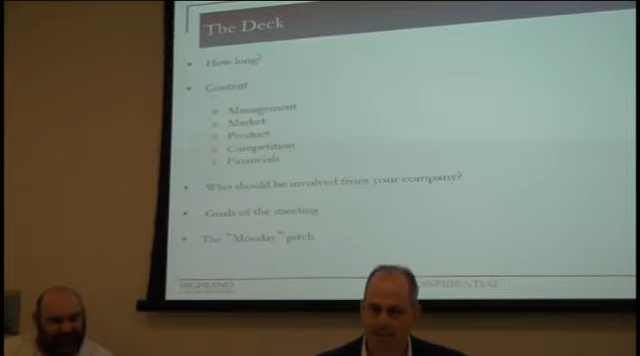 The Deck
• How long?
• Content
Management
Market
Product
Competition
Financials
• Who should be involved from your company?
• Goals of the meeting
• The "Monday" pitch
HIGHLAND
CONFIDENTIAL